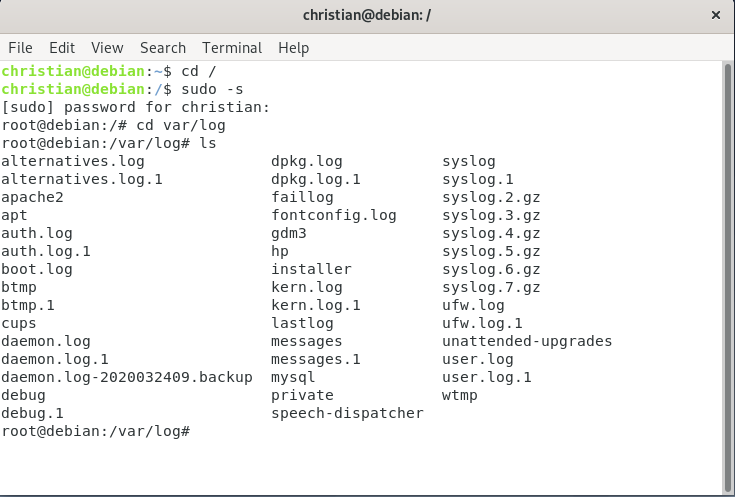 christian@debian: /
File Edit View Search Terminal Help
christian@debian:~$ cd /
christian@debian:/$ sudo -s
[sudo] password for christian:
root@debian:/# cd var/log
root@debian:/var/log# ls
alternatives.log dpkg.log syslog
alternatives.log.1 dpkg.log.1 syslog.1
apache2 faillog syslog.2.gz
apt fontconfig.log syslog.3.gz
auth.log gdm3 syslog.4.gz
auth.log.1 hp syslog.5.gz
boot.log installer syslog.6.gz
btmp kern.log syslog.7.gz
btmp.1 kern.log.1 ufw.log
cups lastlog ufw.log.1
daemon.log messages unattended-upgrades
daemon.log.1 messages.1 user.log
daemon.log-2020032409.backup mysql user.log.1
debug private wtmp
debug.1 speech-dispatcher
root@debian:/var/log#